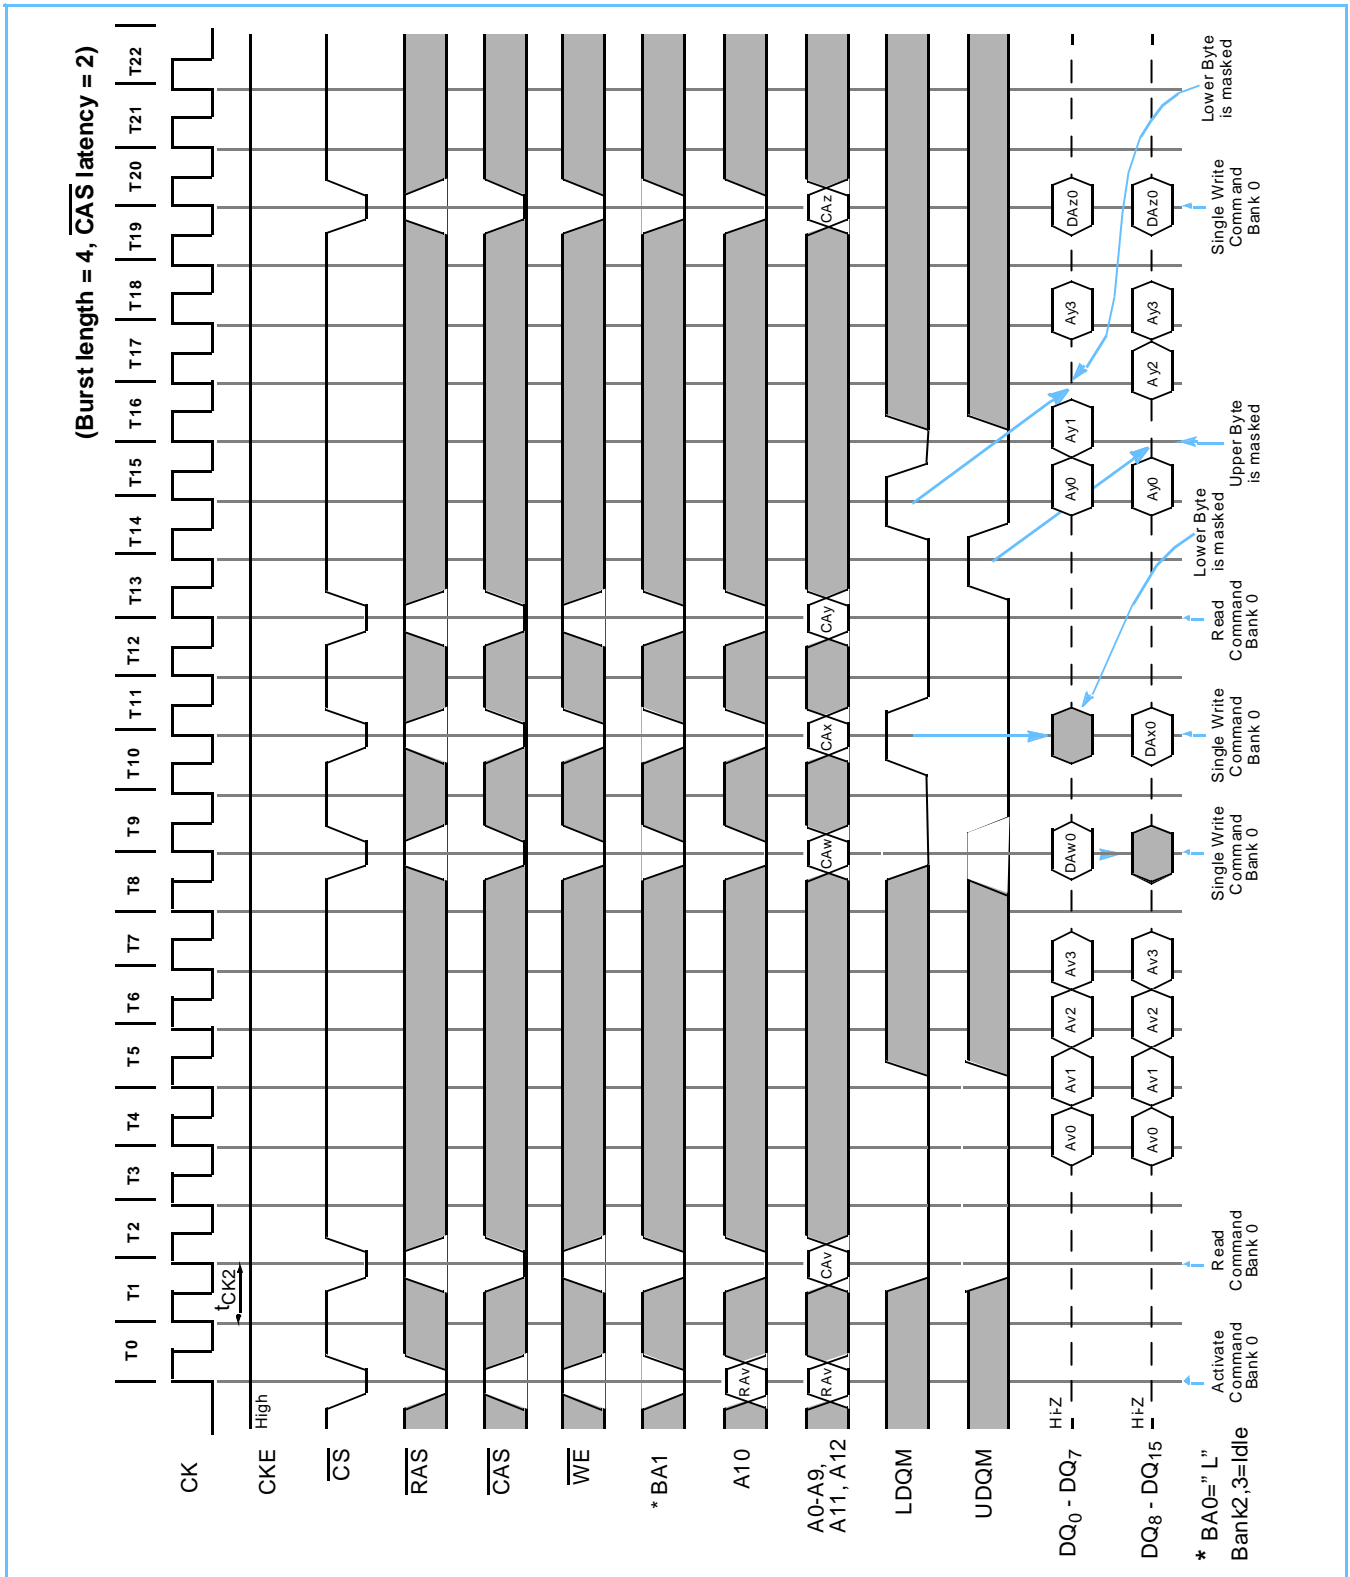 (Burst length = 4, CAS latency = 2)
T0 T1 T2 T3 T4 T5 T6 T7 T8 T9 T10 T11 T12 T13 T14 T15 T16 T17 T18 T19 T20 T21 T22
CK
tCK2
CKE
High
CS
RAS
CAS
WE
* BA1
A10
RAv
A0-A9,
A11, A12
RAv CAv CAw CAx CAy CAz
LDQM
UDQM
DQ0 - DQ7
Hi-Z
Av0 Av1 Av2 Av3 DAw0 Ay0 Ay1 Ay3 DAz0
DQ8 - DQ15
Hi-Z
Av0 Av1 Av2 Av3 DAx0 Ay0 Ay2 Ay3 DAz0
* BA0=" L"
Bank2,3=Idle
Activate
Command
Bank 0
Read
Command
Bank 0
Single Write
Command
Bank 0
Single Write
Command
Bank 0
Read
Command
Bank 0
Lower Byte
is masked
Upper Byte
is masked
Single Write
Command
Bank 0
Lower Byte
is masked